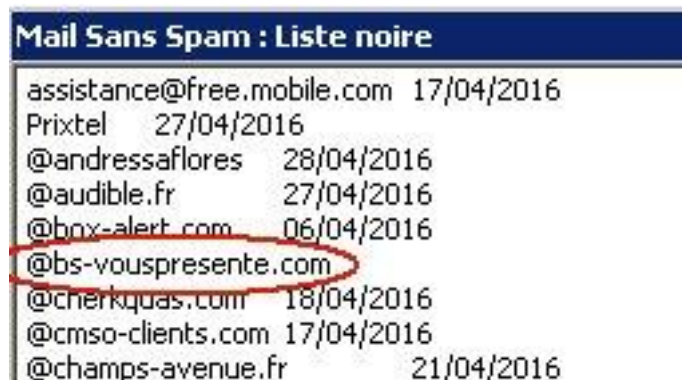 Mail Sans Spam : Liste noire
assistance@free.mobile.com 17/04/2016
Prixtel 27/04/2016
@andressaflores 28/04/2016
@audible.fr 27/04/2016
@box-alert.com 06/04/2016
@bs-vouspresente.com
@cherkquas.com 18/04/2016
@cmso-clients.com 17/04/2016
@champs-avenue.fr 21/04/2016